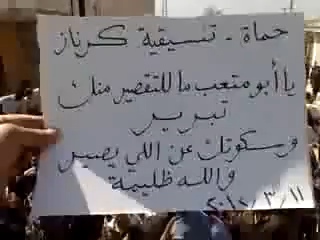 حماة - تنسيقية كرناز
يا أبو متعب ما للتقصير منك
تبرير
وسكوتك عن اللي يصير
والله ظليمة
٢٠١٢/٣/١١